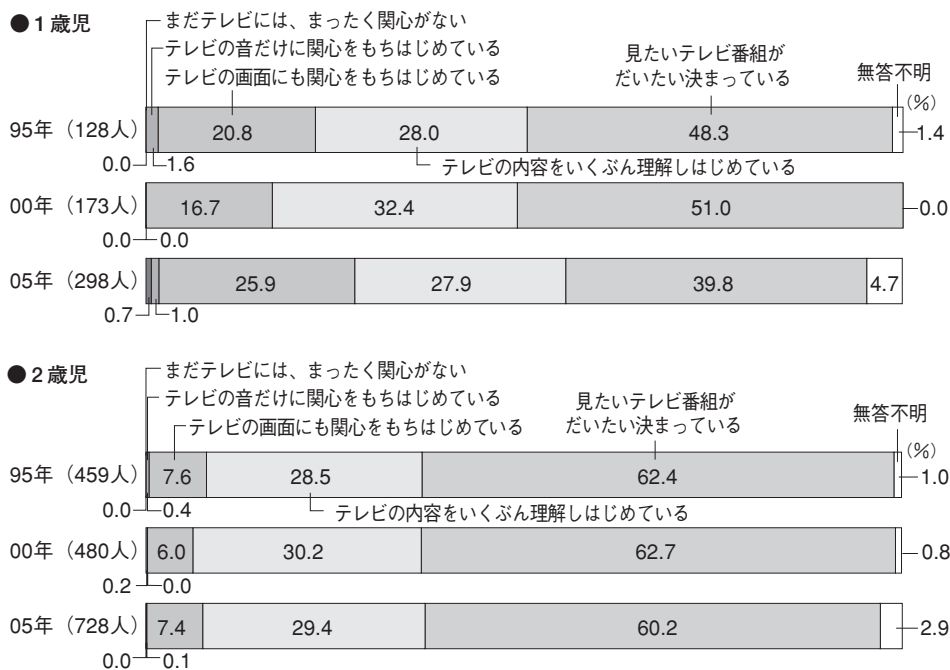 ●1歳児
まだテレビには、まったく関心がない
テレビの音だけに関心をもちはじめている
テレビの画面にも関心をもちはじめている
見たいテレビ番組が
だいたい決まっている
無答不明
(%)
95年（128人） 20.8 28.0 48.3 1.4
0.0 1.6 テレビの内容をいくぶん理解しはじめている
00年（173人） 16.7 32.4 51.0 0.0
0.0 0.0
05年（298人） 25.9 27.9 39.8 4.7
0.7 1.0
●2歳児
まだテレビには、まったく関心がない
テレビの音だけに関心をもちはじめている
テレビの画面にも関心をもちはじめている
見たいテレビ番組が
だいたい決まっている
無答不明
(%)
95年（459人） 7.6 28.5 62.4 1.0
0.0 0.4 テレビの内容をいくぶん理解しはじめている
00年（480人） 6.0 30.2 62.7 0.8
0.2 0.0
05年（728人） 7.4 29.4 60.2 2.9
0.0 0.1